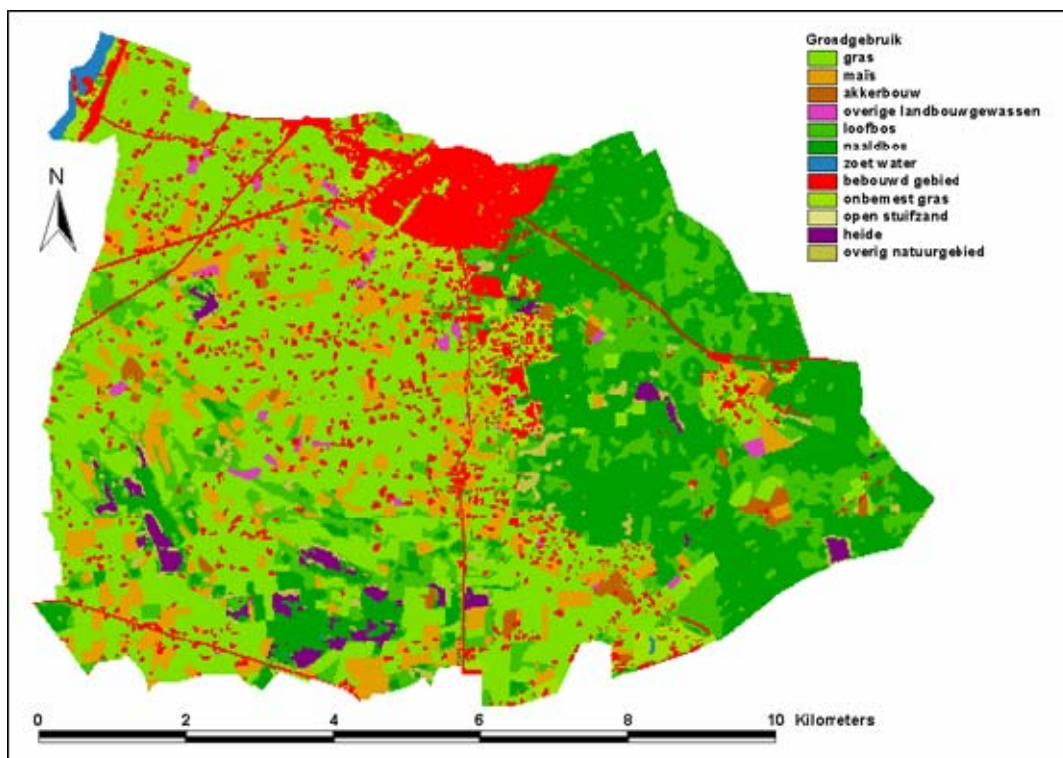 Grondgebruik
gras
maïs
akkerbouw
overige landbouwgewassen
loofbos
naaldbos
zoet water
bebouwd gebied
onbemest gras
open stuifzand
heide
overig natuurgebied
N
0 2 4 6 8 10 Kilometers